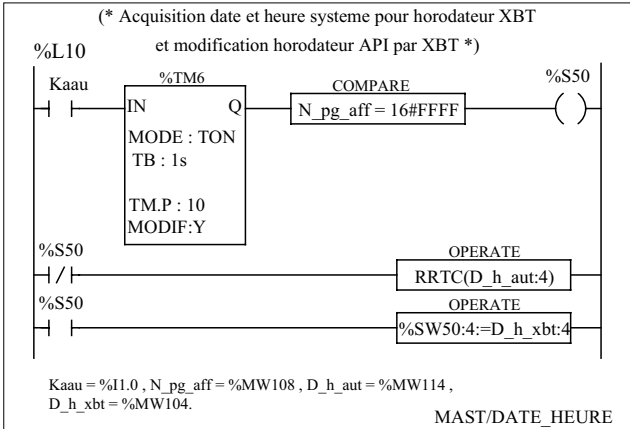 (* Acquisition date et heure systeme pour horodateur XBT
et modification horodateur API par XBT *)
%L10
Kaau
%TM6
COMPARE
%S50
IN Q
N_pg_aff = 16#FFFF
MODE : TON
TB : 1s
TM.P : 10
MODIF:Y
%S50
OPERATE
RRTC(D_h_aut:4)
%S50
OPERATE
%SW50:4:=D_h_xbt:4
Kaau = %I1.0 , N_pg_aff = %MW108 , D_h_aut = %MW114 ,
D_h_xbt = %MW104.
MAST/DATE_HEURE